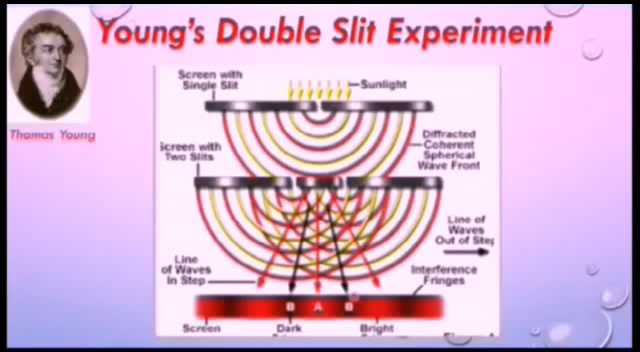 Young's Double Slit Experiment
Thomas Young
Screen with
Single Slit
Sunlight
Diffracted
Coherent
Spherical
Wave Front
Screen with
Two Slits
Line of
Waves
Out of Step
Line
of Waves
In Step
Interference
Fringes
B A B
Screen
Dark
Bright